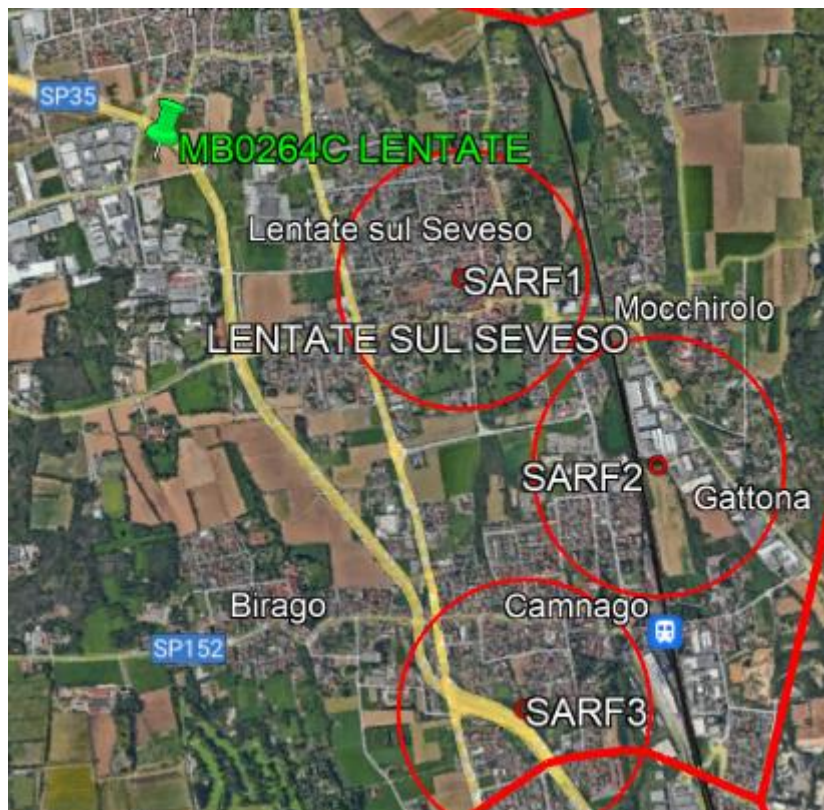 SP35
MB0264C LENTATE
Lentate sul Seveso
SARF1
Mocchirolo
LENTATE SUL SEVESO
SARF2
Gattona
Birago
Camnago
SP152
SARF3